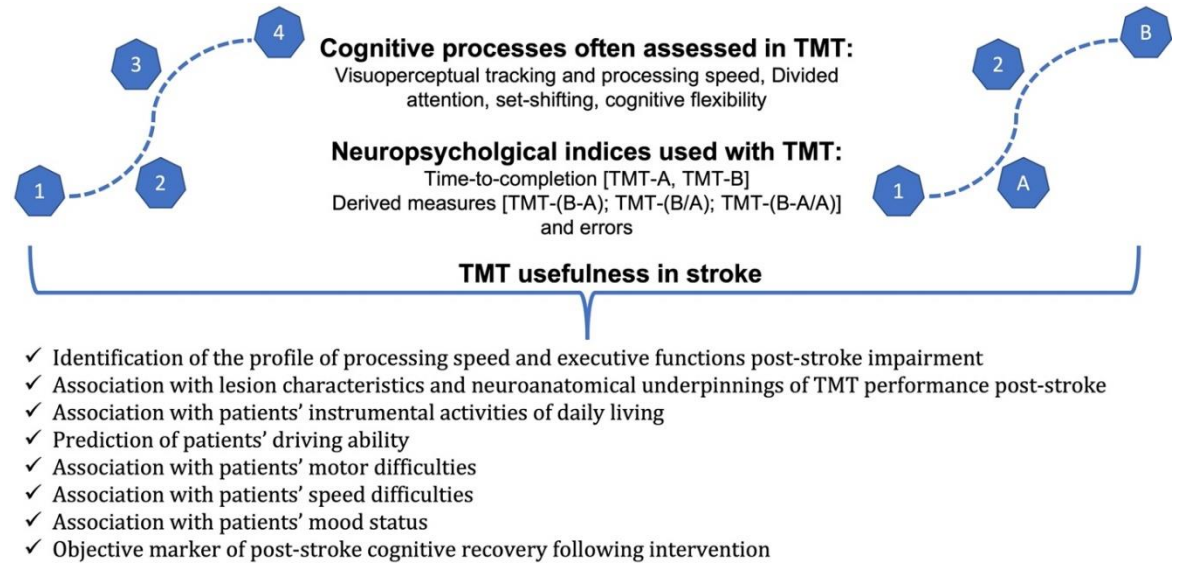 4
3
2
1
Cognitive processes often assessed in TMT:
Visuoperceptual tracking and processing speed, Divided
attention, set-shifting, cognitive flexibility
Neuropsycholgical indices used with TMT:
Time-to-completion [TMT-A, TMT-B]
Derived measures [TMT-(B-A); TMT-(B/A); TMT-(B-A/A)]
and errors
B
2
1
A
TMT usefulness in stroke
✓ Identification of the profile of processing speed and executive functions post-stroke impairment
✓ Association with lesion characteristics and neuroanatomical underpinnings of TMT performance post-stroke
✓ Association with patients’ instrumental activities of daily living
✓ Prediction of patients’ driving ability
✓ Association with patients’ motor difficulties
✓ Association with patients’ speed difficulties
✓ Association with patients’ mood status
✓ Objective marker of post-stroke cognitive recovery following intervention